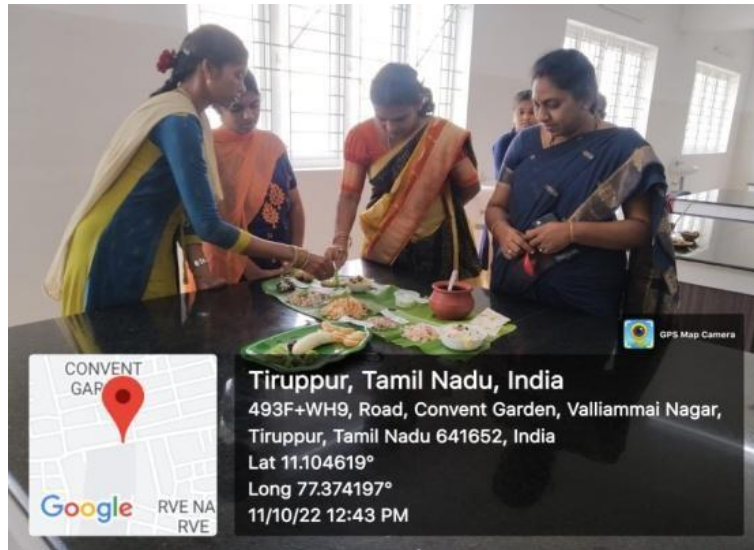 GPS Map Camera
CONVENT
GAR
Google
RVE NA
RVE
Tiruppur, Tamil Nadu, India
493F+WH9, Road, Convent Garden, Valliammai Nagar,
Tiruppur, Tamil Nadu 641652, India
Lat 11.104619°
Long 77.374197°
11/10/22 12:43 PM